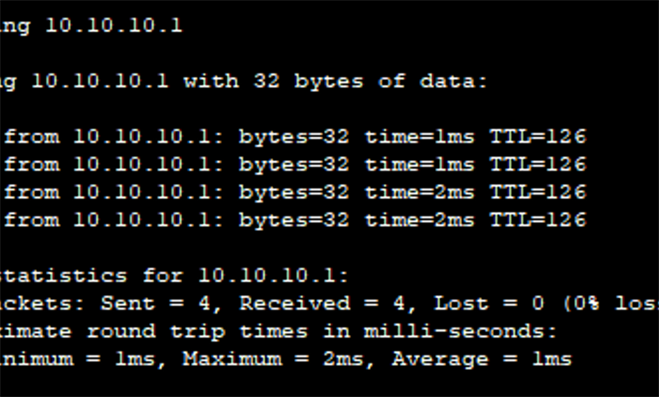 ng 10.10.10.1
g 10.10.10.1 with 32 bytes of data:
from 10.10.10.1: bytes=32 time=1ms TTL=126
from 10.10.10.1: bytes=32 time=1ms TTL=126
from 10.10.10.1: bytes=32 time=2ms TTL=126
from 10.10.10.1: bytes=32 time=2ms TTL=126
statistics for 10.10.10.1:
ckets: Sent = 4, Received = 4, Lost = 0 (0% los
imate round trip times in milli-seconds:
nimum = 1ms, Maximum = 2ms, Average = 1ms